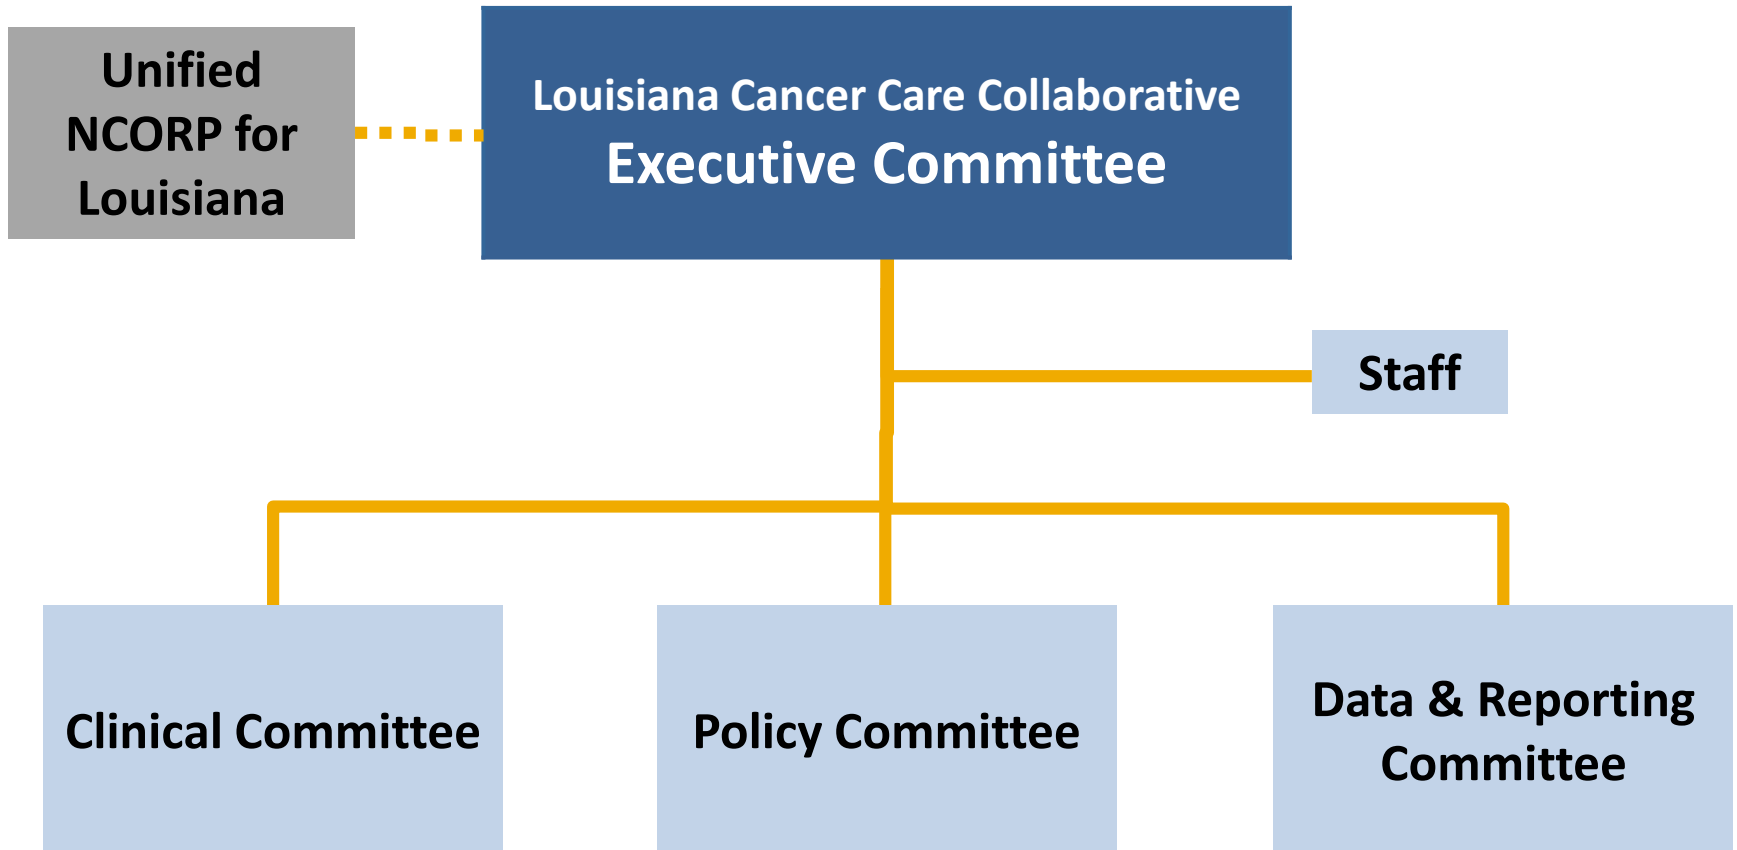 Unified
NCORP for
Louisiana
Louisiana Cancer Care Collaborative
Executive Committee
Staff
Clinical Committee
Policy Committee
Data & Reporting
Committee